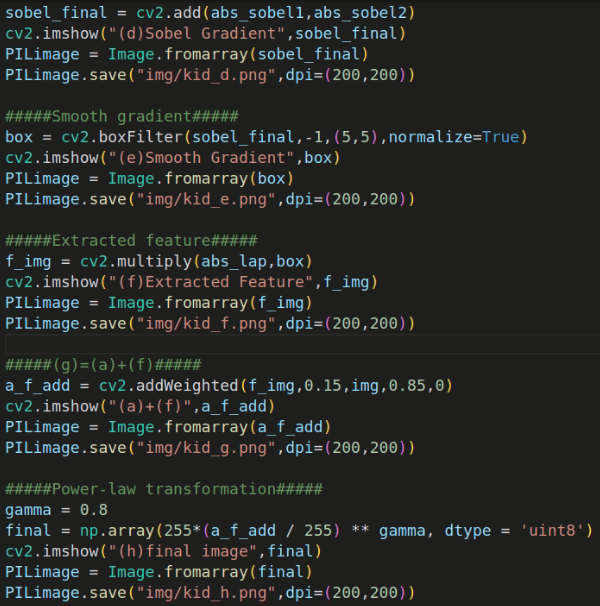 sobel_final = cv2.add(abs_sobel1,abs_sobel2)
cv2.imshow("(d)Sobel Gradient",sobel_final)
PILimage = Image.fromarray(sobel_final)
PILimage.save("img/kid_d.png",dpi=(200,200))
#####Smooth gradient#####
box = cv2.boxFilter(sobel_final,-1,(5,5),normalize=True)
cv2.imshow("(e)Smooth Gradient",box)
PILimage = Image.fromarray(box)
PILimage.save("img/kid_e.png",dpi=(200,200))
#####Extracted feature#####
f_img = cv2.multiply(abs_lap,box)
cv2.imshow("(f)Extracted Feature",f_img)
PILimage = Image.fromarray(f_img)
PILimage.save("img/kid_f.png",dpi=(200,200))
#####(g)=(a)+(f)#####
a_f_add = cv2.addWeighted(f_img,0.15,img,0.85,0)
cv2.imshow("(a)+(f)",a_f_add)
PILimage = Image.fromarray(a_f_add)
PILimage.save("img/kid_g.png",dpi=(200,200))
#####Power-law transformation#####
gamma = 0.8
final = np.array(255*(a_f_add / 255) ** gamma, dtype = 'uint8')
cv2.imshow("(h)final image",final)
PILimage = Image.fromarray(final)
PILimage.save("img/kid_h.png",dpi=(200,200))